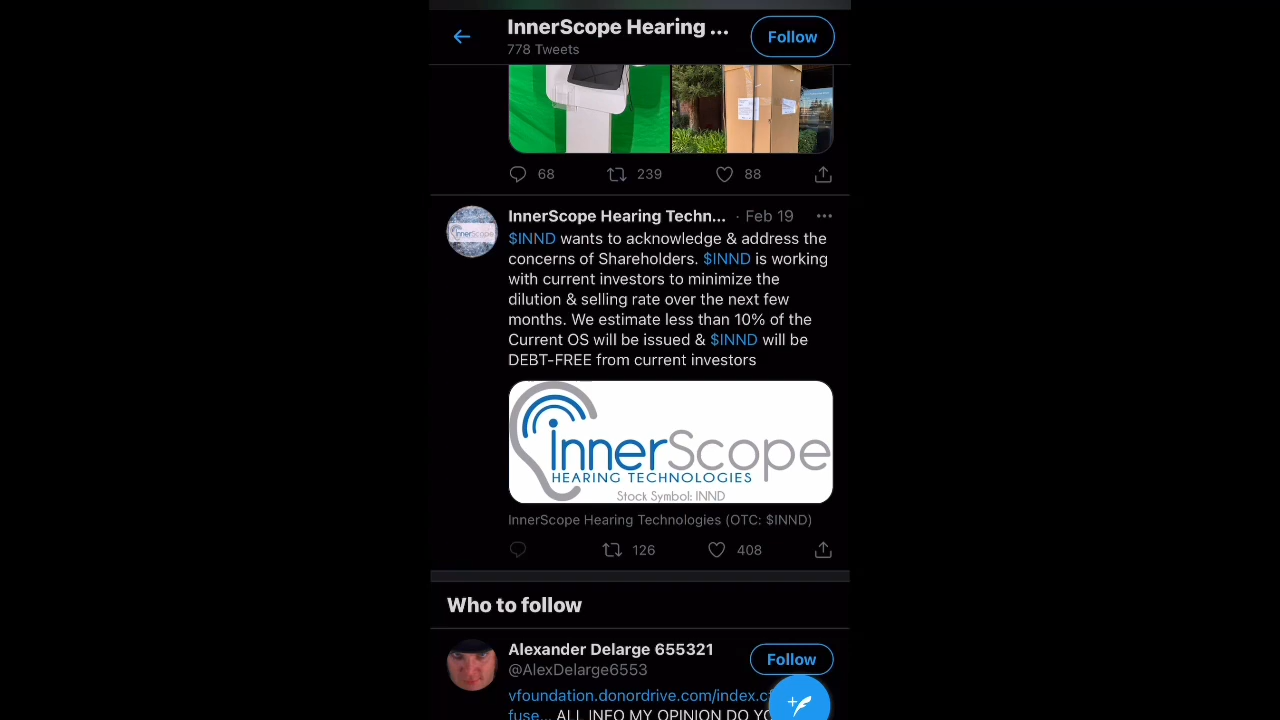 InnerScope Hearing ...
778 Tweets
Follow
68
239
88
InnerScope Hearing Techn... · Feb 19
$INND wants to acknowledge & address the
concerns of Shareholders. $INND is working
with current investors to minimize the
dilution & selling rate over the next few
months. We estimate less than 10% of the
Current OS will be issued & $INND will be
DEBT-FREE from current investors
InnerScope
HEARING TECHNOLOGIES
Stock Symbol: INND
InnerScope Hearing Technologies (OTC: $INND)
126
408
Who to follow
Alexander Delarge 655321
@AlexDelarge6553
Follow
vfoundation.donordrive.com/index.cf
fuse... ALL INFO MY OPINION DO YO